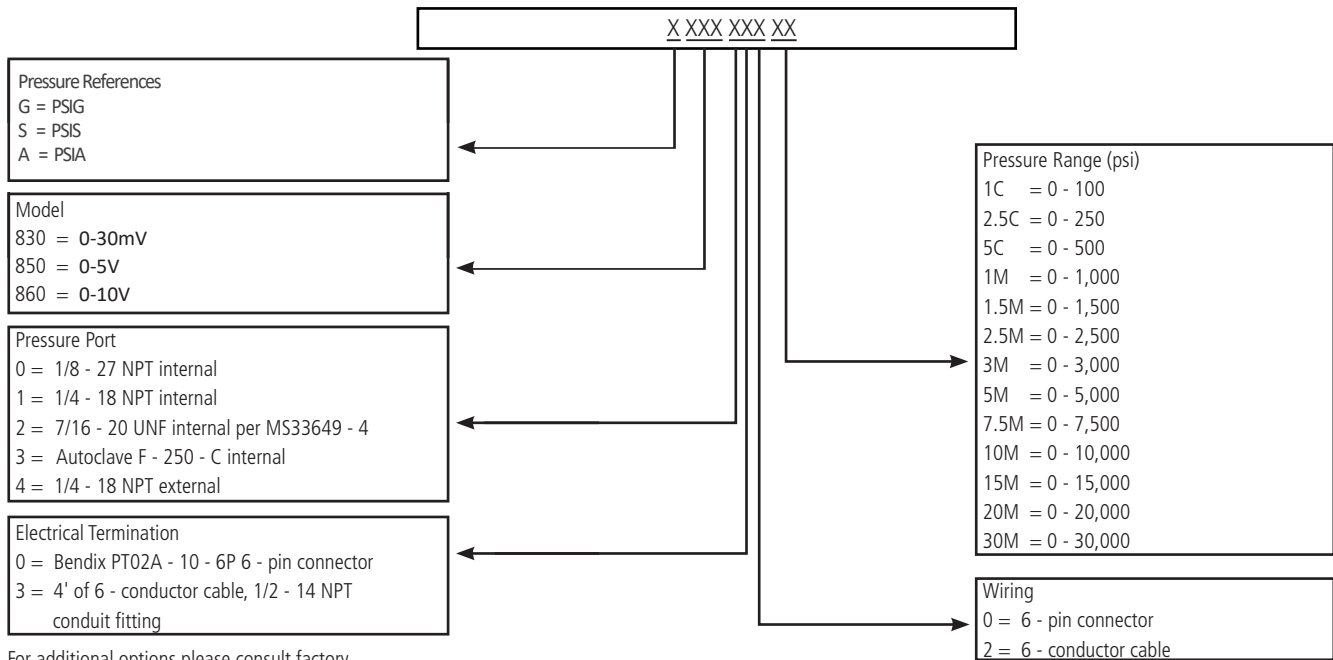 X XXX XXX XX
Pressure References
G = PSIG
S = PSIS
A = PSIA
Model
830 = 0-30mV
850 = 0-5V
860 = 0-10V
Pressure Port
0 = 1/8 - 27 NPT internal
1 = 1/4 - 18 NPT internal
2 = 7/16 - 20 UNF internal per MS33649 - 4
3 = Autoclave F - 250 - C internal
4 = 1/4 - 18 NPT external
Electrical Termination
0 = Bendix PT02A - 10 - 6P 6 - pin connector
3 = 4' of 6 - conductor cable, 1/2 - 14 NPT
conduit fitting
For additional options please consult factory
Pressure Range (psi)
1C = 0 - 100
2.5C = 0 - 250
5C = 0 - 500
1M = 0 - 1,000
1.5M = 0 - 1,500
2.5M = 0 - 2,500
3M = 0 - 3,000
5M = 0 - 5,000
7.5M = 0 - 7,500
10M = 0 - 10,000
15M = 0 - 15,000
20M = 0 - 20,000
30M = 0 - 30,000
Wiring
0 = 6 - pin connector
2 = 6 - conductor cable